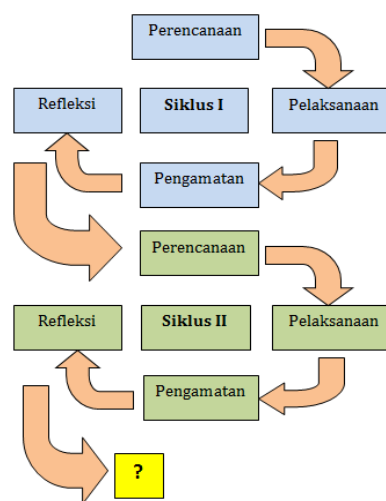 Perencanaan
Refleksi
Siklus I
Pelaksanaan
Pengamatan
Perencanaan
Refleksi
Siklus II
Pelaksanaan
Pengamatan
?